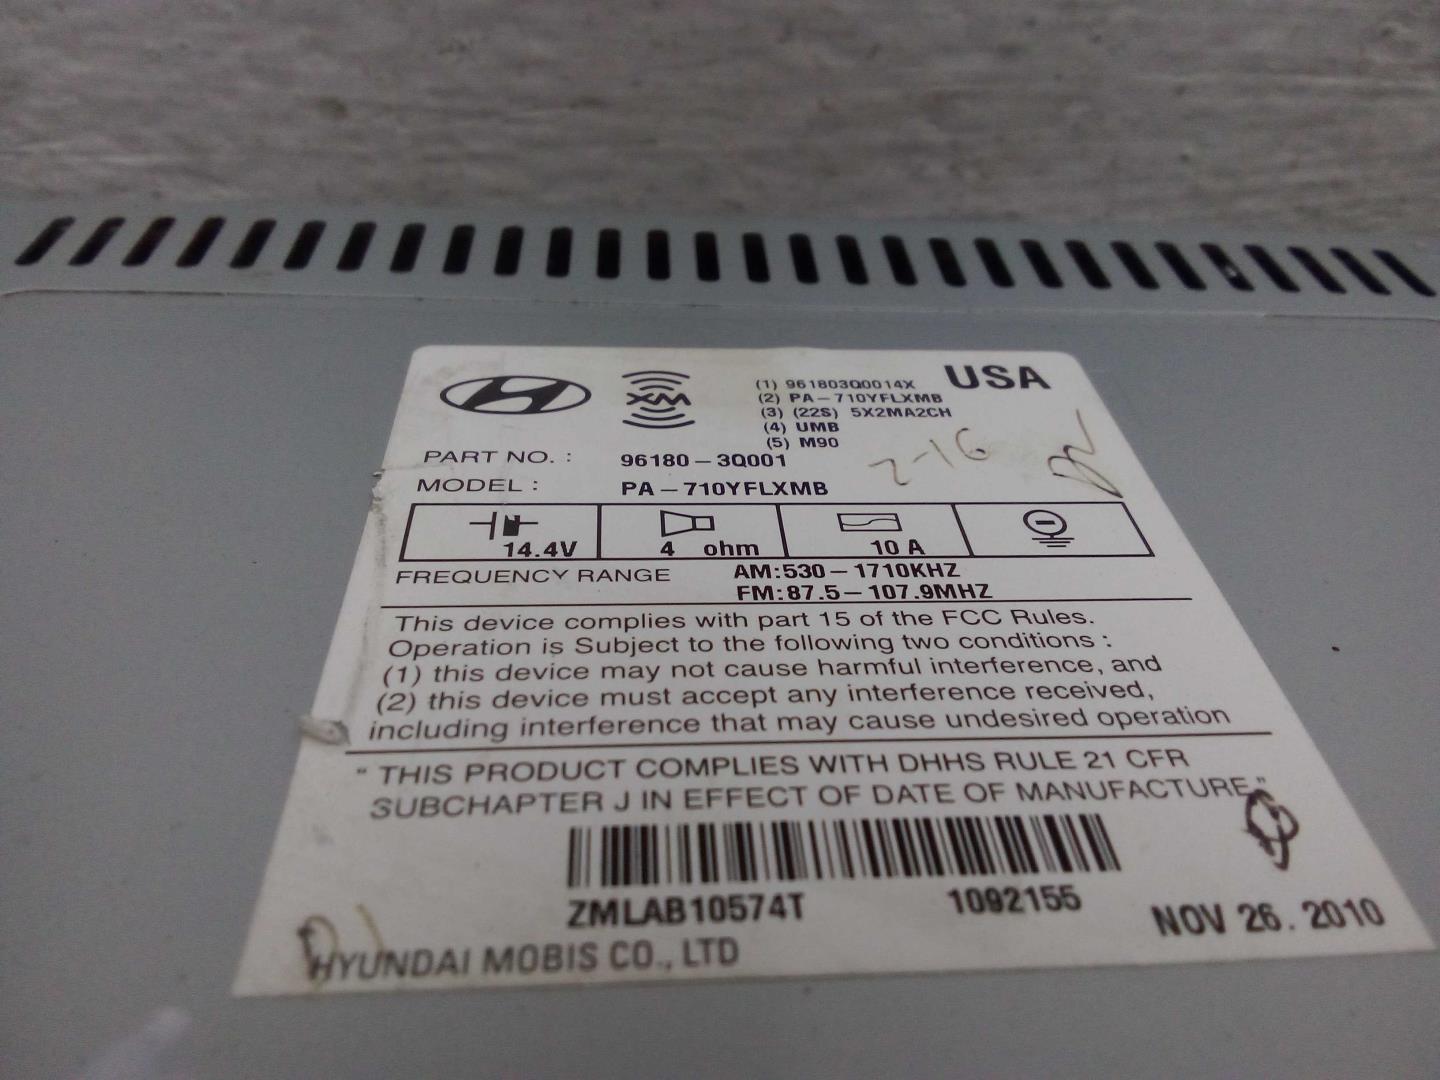 XM
(1) 961803Q0014X
(2) PA-710YFLXMB
(3) (22S) 5X2MA2CH
(4) UMB
(5) M90
USA
PART NO. : 96180-3Q001
7-16
MODEL : PA-710YFLXMB
14.4V 4 ohm 10 A
FREQUENCY RANGE AM:530-1710KHZ
FM:87.5-107.9MHZ
This device complies with part 15 of the FCC Rules.
Operation is Subject to the following two conditions :
(1) this device may not cause harmful interference, and
(2) this device must accept any interference received,
including interference that may cause undesired operation
" THIS PRODUCT COMPLIES WITH DHHS RULE 21 CFR
SUBCHAPTER J IN EFFECT OF DATE OF MANUFACTURE "
ZMLAB10574T 1092155
NOV 26. 2010
HYUNDAI MOBIS CO., LTD